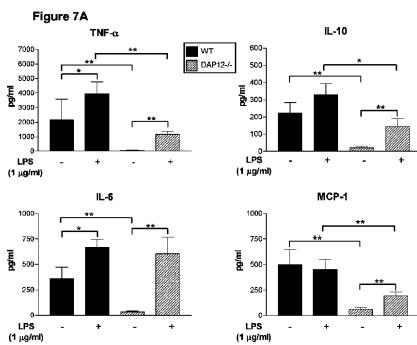 Figure 7A
TNF-α
pg/ml
7000
6000
5000
4000
3000
2000
1000
0
**
**
*
**
LPS - + - +
(1 µg/ml)
WT
DAP12-/-
IL-10
pg/ml
600
500
400
300
200
100
0
*
**
**
LPS - + - +
(1 µg/ml)
IL-6
pg/ml
1000
750
500
250
0
**
*
**
LPS - + - +
(1 µg/ml)
MCP-1
pg/ml
1000
750
500
250
0
**
**
**
LPS - + - +
(1 µg/ml)